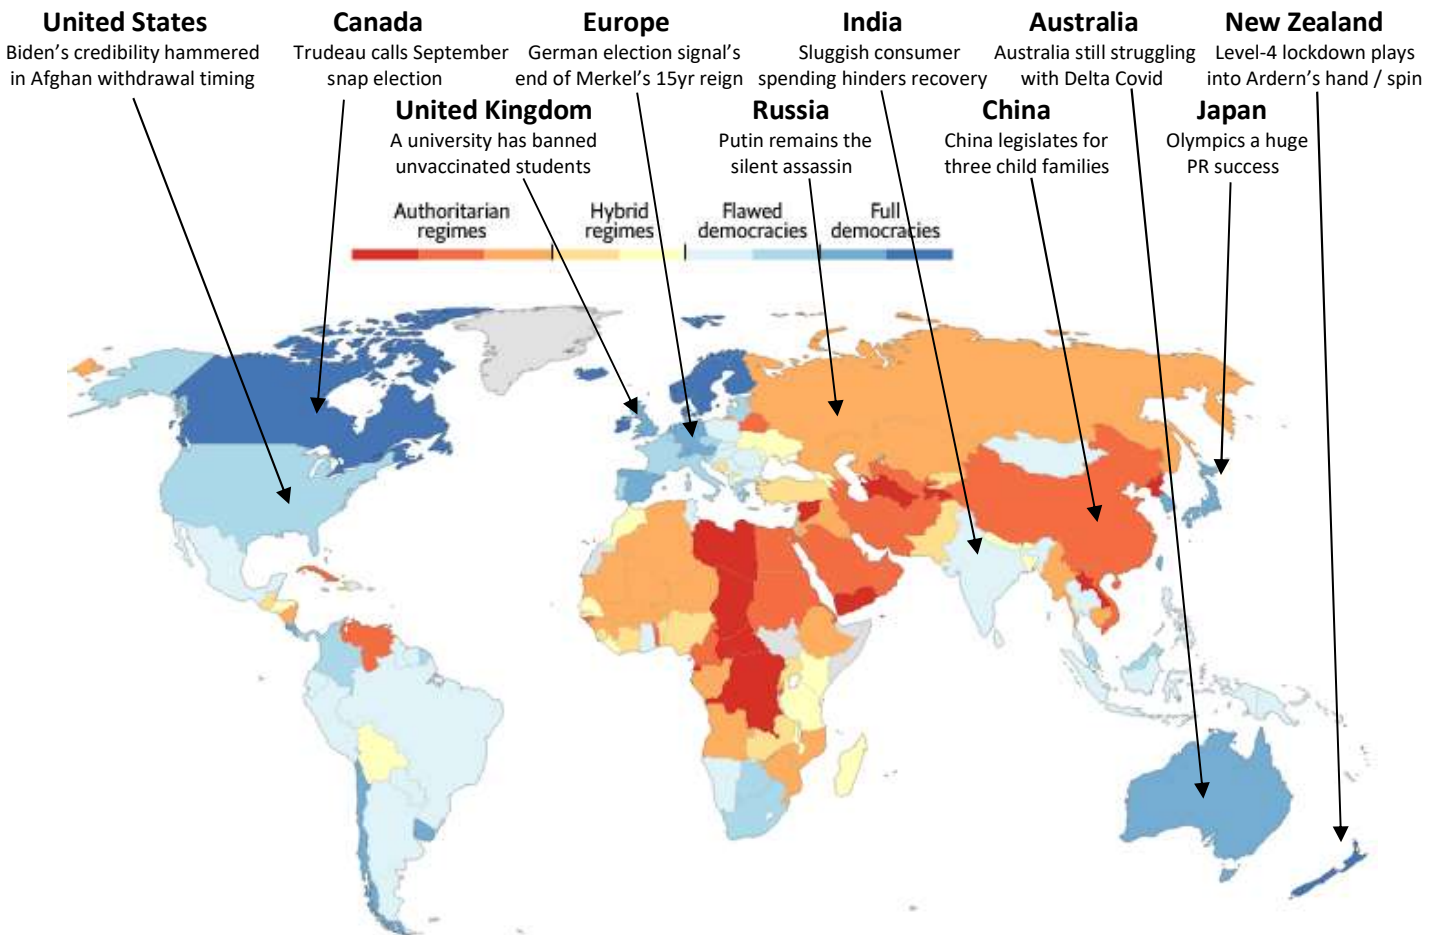 United States
Biden’s credibility hammered
in Afghan withdrawal timing
Canada
Trudeau calls September
snap election
Europe
German election signal’s
end of Merkel’s 15yr reign
India
Sluggish consumer
spending hinders recovery
Australia
Australia still struggling
with Delta Covid
New Zealand
Level-4 lockdown plays
into Ardern’s hand / spin
United Kingdom
A university has banned
unvaccinated students
Russia
Putin remains the
silent assassin
China
China legislates for
three child families
Japan
Olympics a huge
PR success
Authoritarian
regimes
Hybrid
regimes
Flawed
democracies
Full
democracies